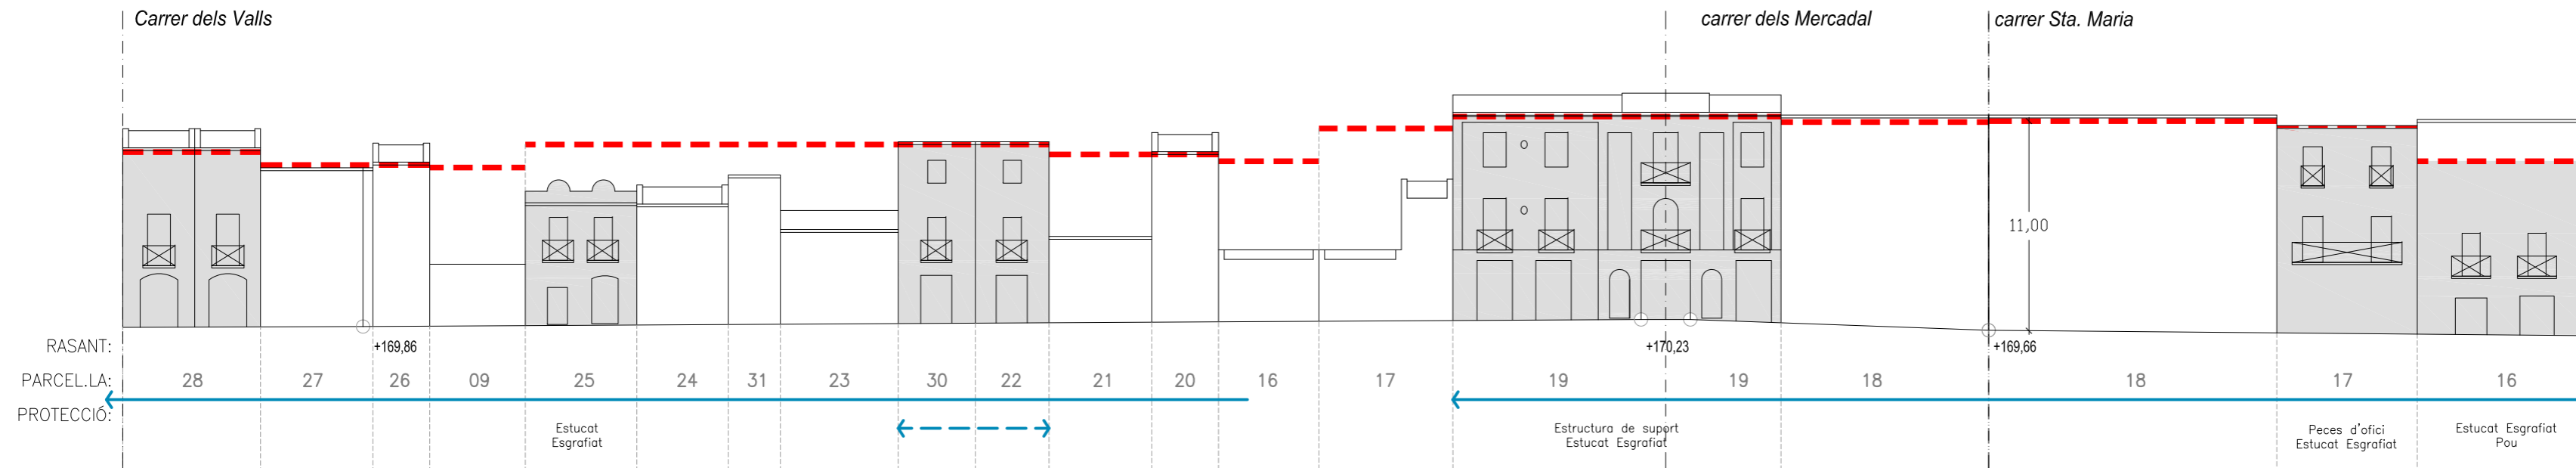 Carrer dels Valls
carrer dels Mercadal
carrer Sta. Maria
11,00
RASANT:
+169,86
+170,23
+169,66
PARCEL.LA:
28 27 26 09 25 24 31 23 30 22 21 20 16 17 19 19 18 18 17 16
PROTECCIÓ:
Estucat
Esgrafiat
Estructura de suport
Estucat Esgrafiat
Peces d'ofici
Estucat Esgrafiat
Estucat Esgrafiat
Pou